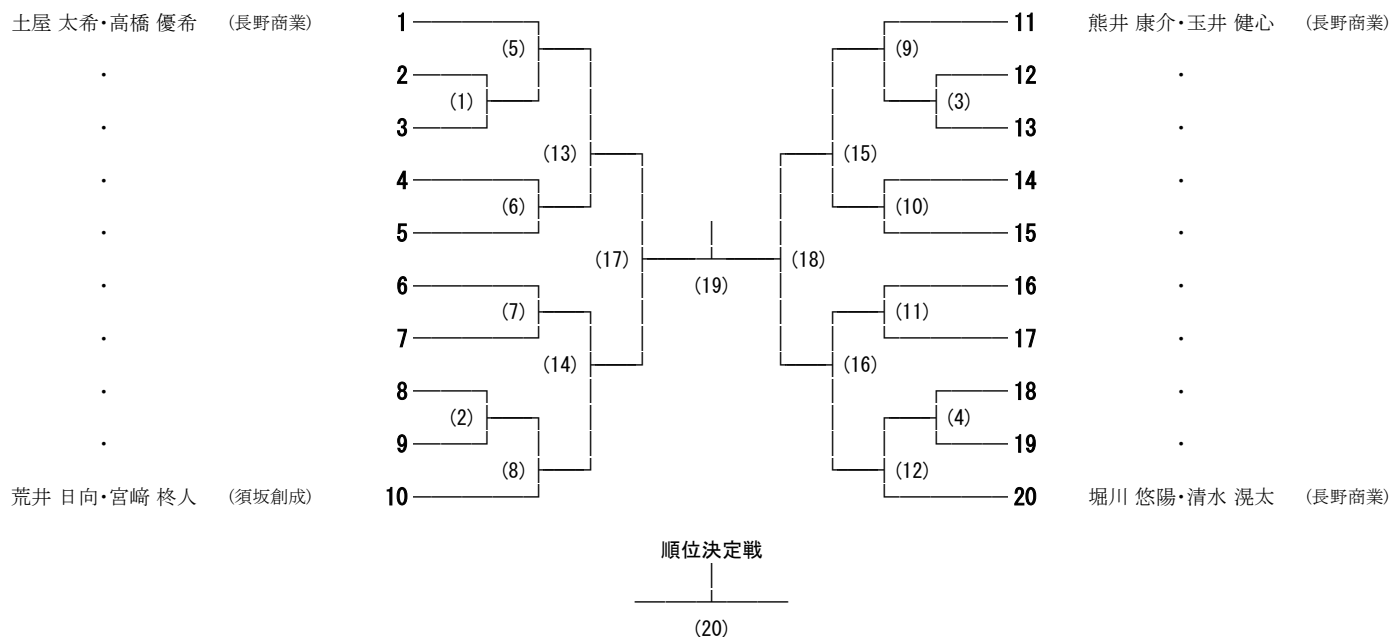 土屋 太希・高橋 優希 (長野商業) 1 11 熊井 康介・玉井 健心 (長野商業)
(5) (9)
・ 2 12 ・
(1) (3)
・ 3 13 ・
(13) (15)
・ 4 14 ・
(6) (10)
・ 5 15 ・
(17) (18)
(19)
・ 6 16 ・
(7) (11)
・ 7 17 ・
(14) (16)
・ 8 18 ・
(2) (4)
・ 9 19 ・
(8) (12)
荒井 日向・宮﨑 柊人 (須坂創成) 10 20 堀川 悠陽・清水 滉太 (長野商業)
順位決定戦
(20)